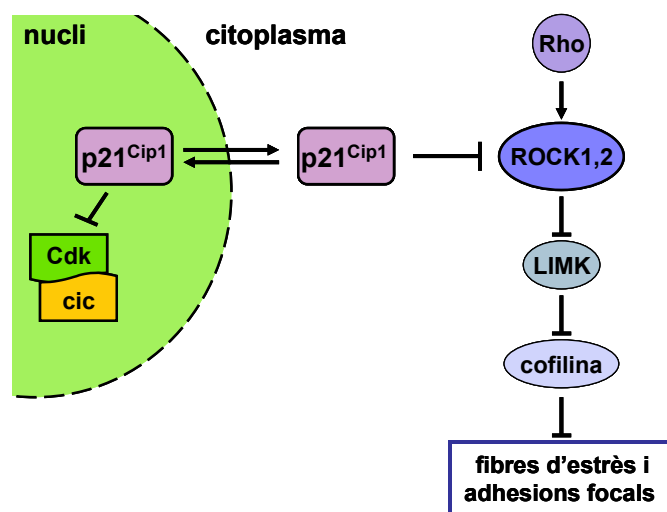 nucli
citoplasma
Rho
p21Cip1
p21Cip1
ROCK1,2
Cdk
cic
LIMK
cofilina
fibres d'estrès i
adhesions focals